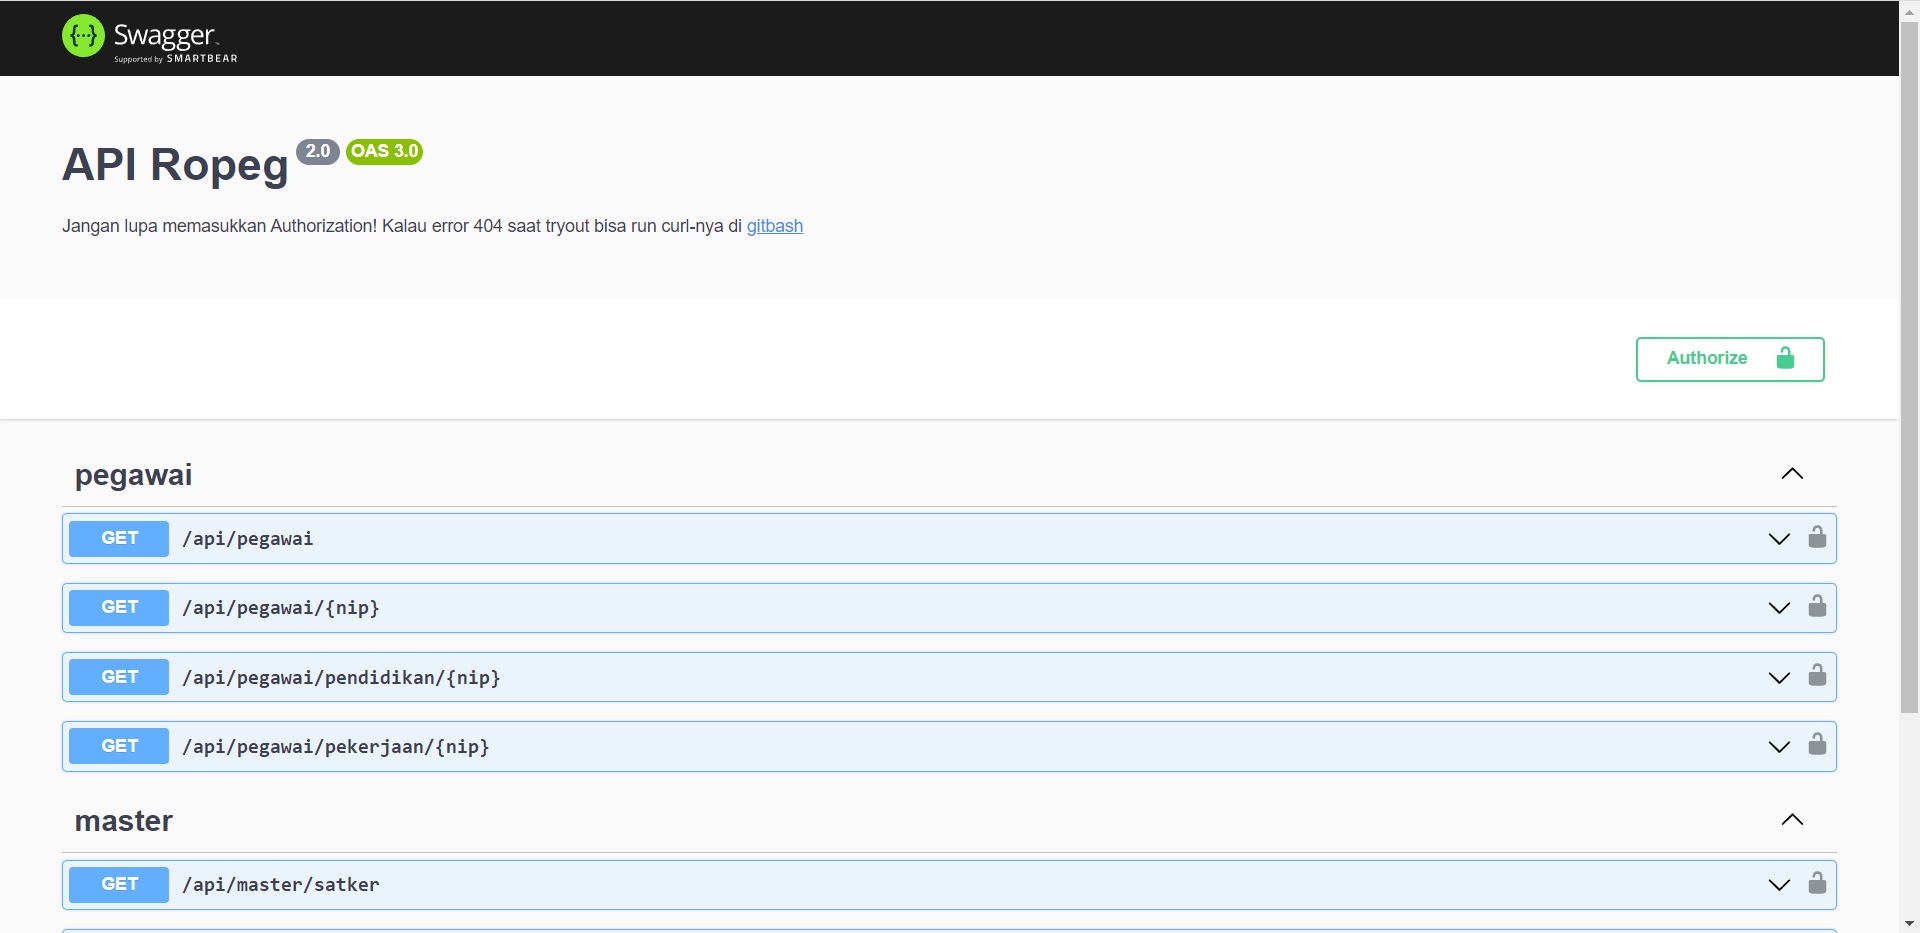 {···} Swagger™
Supported by SMARTBEAR
API Ropeg 2.0 OAS 3.0
Jangan lupa memasukkan Authorization! Kalau error 404 saat tryout bisa run curl-nya di gitbash
Authorize
pegawai
GET /api/pegawai
GET /api/pegawai/{nip}
GET /api/pegawai/pendidikan/{nip}
GET /api/pegawai/pekerjaan/{nip}
master
GET /api/master/satker